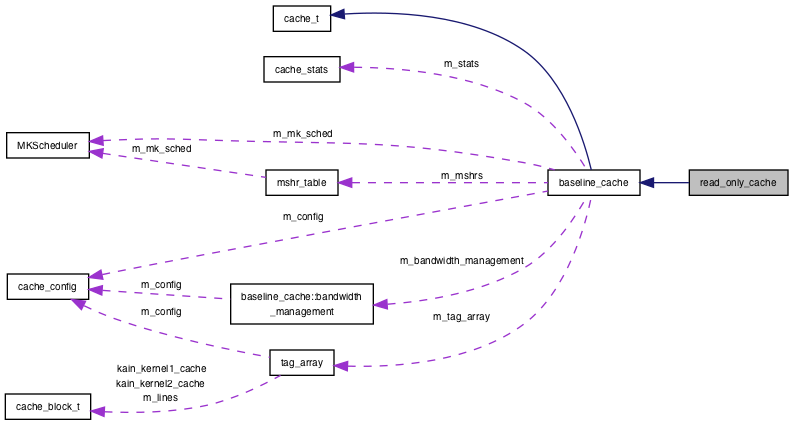 cache_t
m_stats
cache_stats
m_mk_sched
MKScheduler
m_mk_sched
m_mshrs
mshr_table
baseline_cache
read_only_cache
m_config
m_bandwidth_management
cache_config
m_config
baseline_cache::bandwidth
_management
m_config
m_tag_array
tag_array
kain_kernel1_cache
kain_kernel2_cache
m_lines
cache_block_t